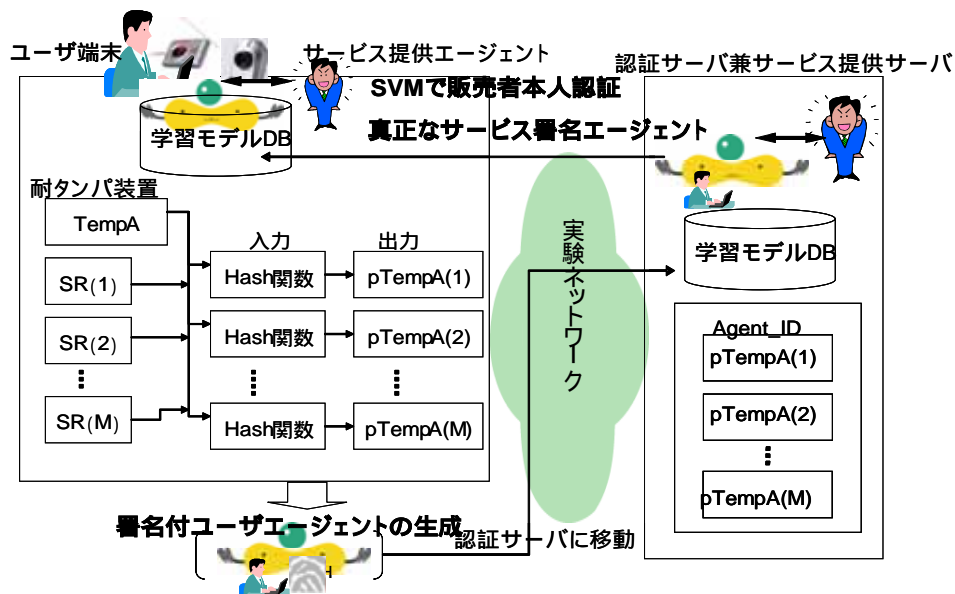 ユーザ端末
サービス提供エージェント
認証サーバ兼サービス提供サーバ
SVMで販売者本人認証
真正なサービス署名エージェント
学習モデルDB
耐タンパ装置
TempA
SR(1)
SR(2)
SR(M)
入力
出力
Hash関数
pTempA(1)
Hash関数
pTempA(2)
Hash関数
pTempA(M)
実験ネットワーク
学習モデルDB
Agent_ID
pTempA(1)
pTempA(2)
pTempA(M)
署名付ユーザエージェントの生成
認証サーバに移動